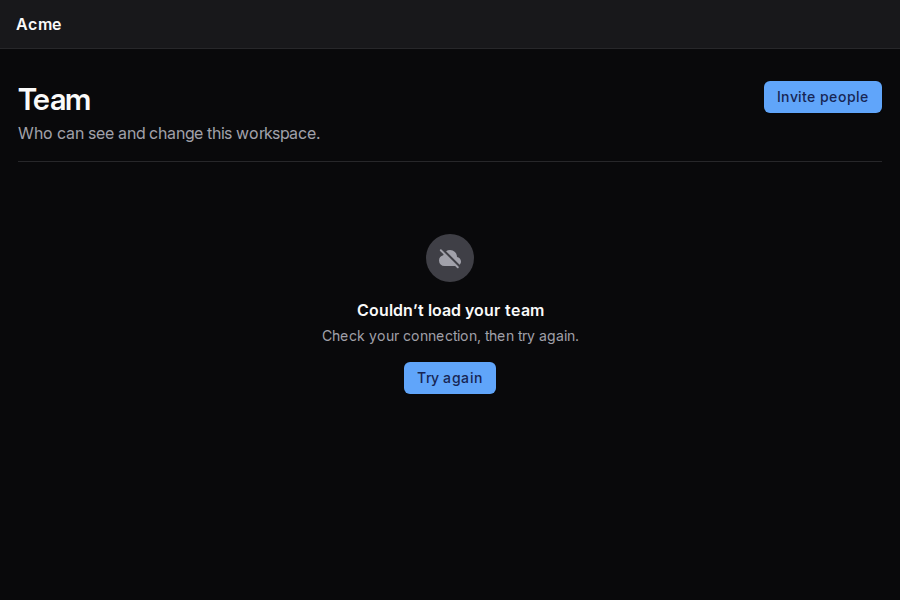 Acme
Team
Invite people
Who can see and change this workspace.
Couldn’t load your team
Check your connection, then try again.
Try again